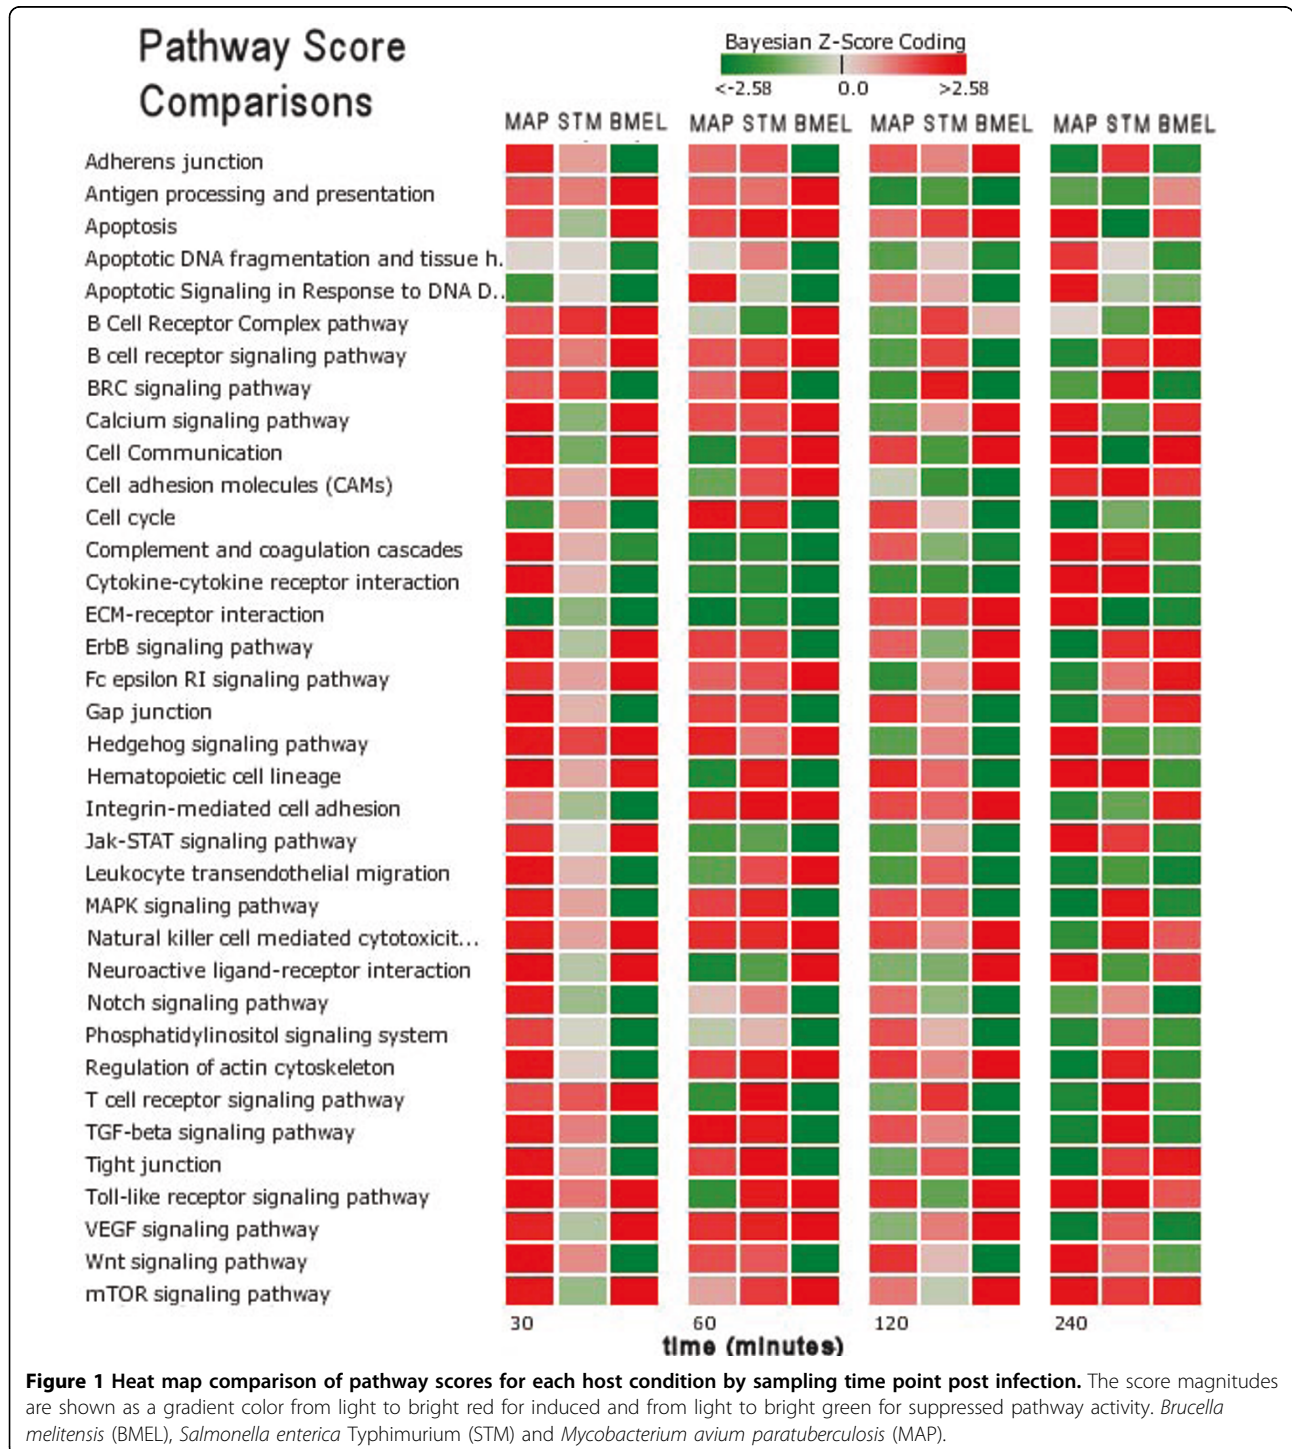 Pathway Score
Comparisons
Bayesian Z-Score Coding
<-2.58 0.0 >2.58
MAP STM BMEL MAP STM BMEL MAP STM BMEL MAP STM BMEL
Adherens junction
Antigen processing and presentation
Apoptosis
Apoptotic DNA fragmentation and tissue h.
Apoptotic Signaling in Response to DNA D..
B Cell Receptor Complex pathway
B cell receptor signaling pathway
BRC signaling pathway
Calcium signaling pathway
Cell Communication
Cell adhesion molecules (CAMs)
Cell cycle
Complement and coagulation cascades
Cytokine-cytokine receptor interaction
ECM-receptor interaction
ErbB signaling pathway
Fc epsilon RI signaling pathway
Gap junction
Hedgehog signaling pathway
Hematopoietic cell lineage
Integrin-mediated cell adhesion
Jak-STAT signaling pathway
Leukocyte transendothelial migration
MAPK signaling pathway
Natural killer cell mediated cytotoxicit...
Neuroactive ligand-receptor interaction
Notch signaling pathway
Phosphatidylinositol signaling system
Regulation of actin cytoskeleton
T cell receptor signaling pathway
TGF-beta signaling pathway
Tight junction
Toll-like receptor signaling pathway
VEGF signaling pathway
Wnt signaling pathway
mTOR signaling pathway
30 60 120 240
time (minutes)
Figure 1 Heat map comparison of pathway scores for each host condition by sampling time point post infection. The score magnitudes
are shown as a gradient color from light to bright red for induced and from light to bright green for suppressed pathway activity. Brucella
melitensis (BMEL), Salmonella enterica Typhimurium (STM) and Mycobacterium avium paratuberculosis (MAP).